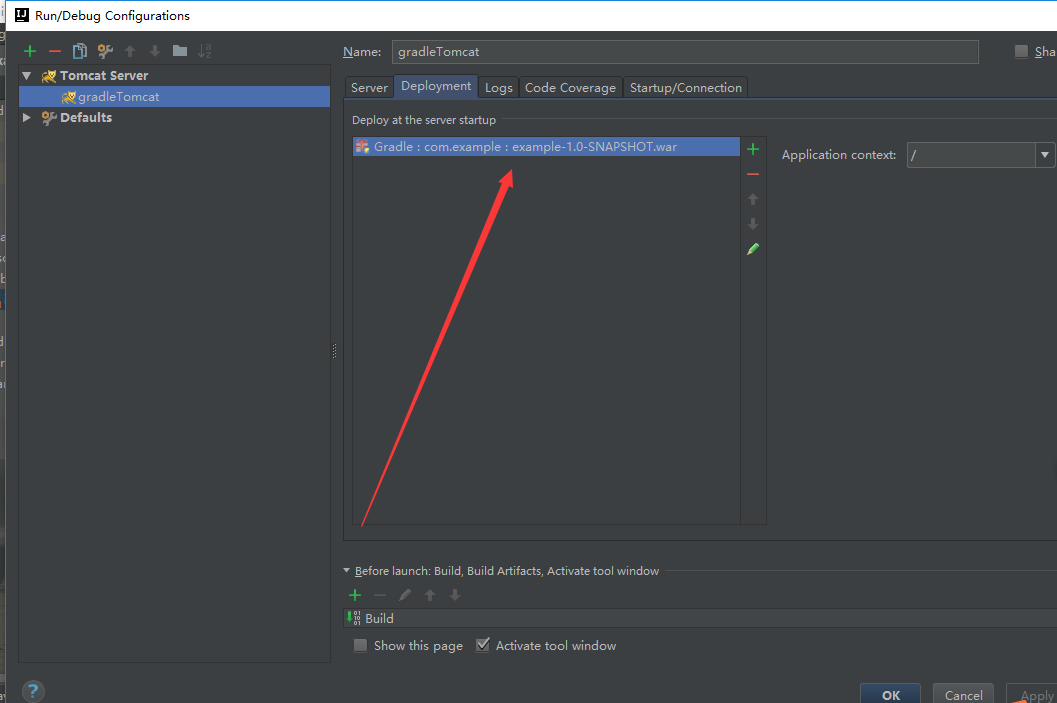 Run/Debug Configurations
Name: gradleTomcat
Sha
Tomcat Server
gradleTomcat
Defaults
Server Deployment Logs Code Coverage Startup/Connection
Deploy at the server startup
Gradle : com.example : example-1.0-SNAPSHOT.war
Application context: /
Before launch: Build, Build Artifacts, Activate tool window
Build
Show this page Activate tool window
OK Cancel Apply